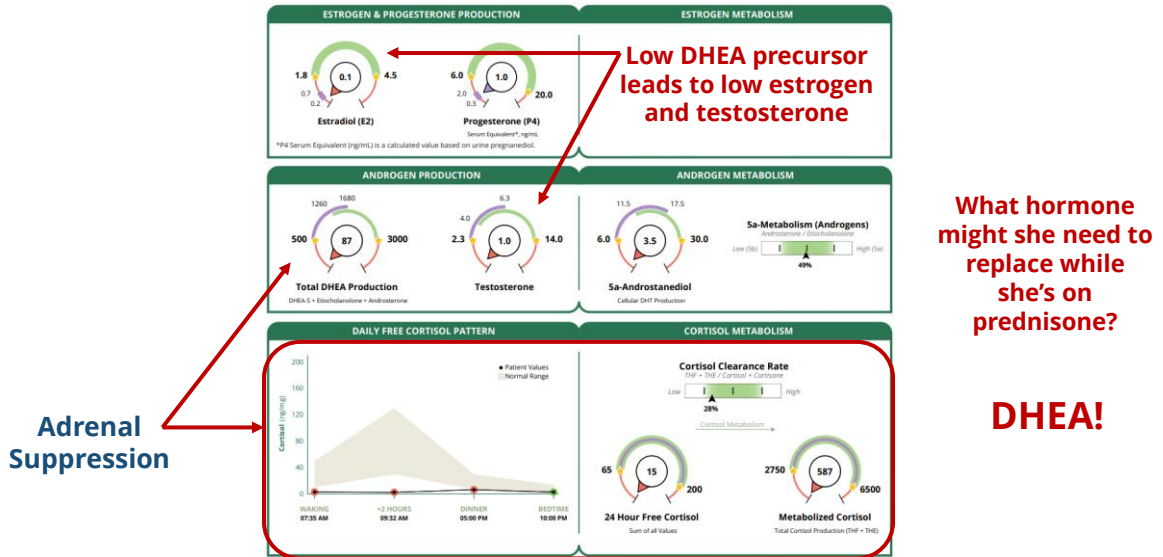 ESTROGEN & PROGESTERONE PRODUCTION
ESTROGEN METABOLISM
0.1
1.8
4.5
0.7
0.2
Estradiol (E2)
1.0
6.0
20.0
2.0
0.3
Progesterone (P4)
Serum Equivalent*, ng/mL
*P4 Serum Equivalent (ng/mL) is a calculated value based on urine pregnanediol.
Low DHEA precursor
leads to low estrogen
and testosterone
ANDROGEN PRODUCTION
ANDROGEN METABOLISM
1260
1680
500
87
3000
Total DHEA Production
DHEA-S + Etiocholanolone + Androsterone
6.3
4.0
2.3
1.0
14.0
Testosterone
11.5
17.5
6.0
3.5
30.0
5a-Androstanediol
Cellular DHT Production
5a-Metabolism (Androgens)
Androsterone / Etiocholanolone
Low (5b)
High (5a)
49%
What hormone
might she need to
replace while
she's on
prednisone?
DHEA!
DAILY FREE CORTISOL PATTERN
CORTISOL METABOLISM
200
160
120
80
40
0
Cortisol (ng/mg)
Patient Values
Normal Range
WAKING
07:35 AM
+2 HOURS
09:32 AM
DINNER
05:00 PM
BEDTIME
10:00 PM
Cortisol Clearance Rate
THF + THE / Cortisol + Cortisone
Low
High
28%
Cortisol Metabolism
65
15
200
24 Hour Free Cortisol
Sum of all Values
2750
587
6500
Metabolized Cortisol
Total Cortisol Production (THF + THE)
Adrenal
Suppression